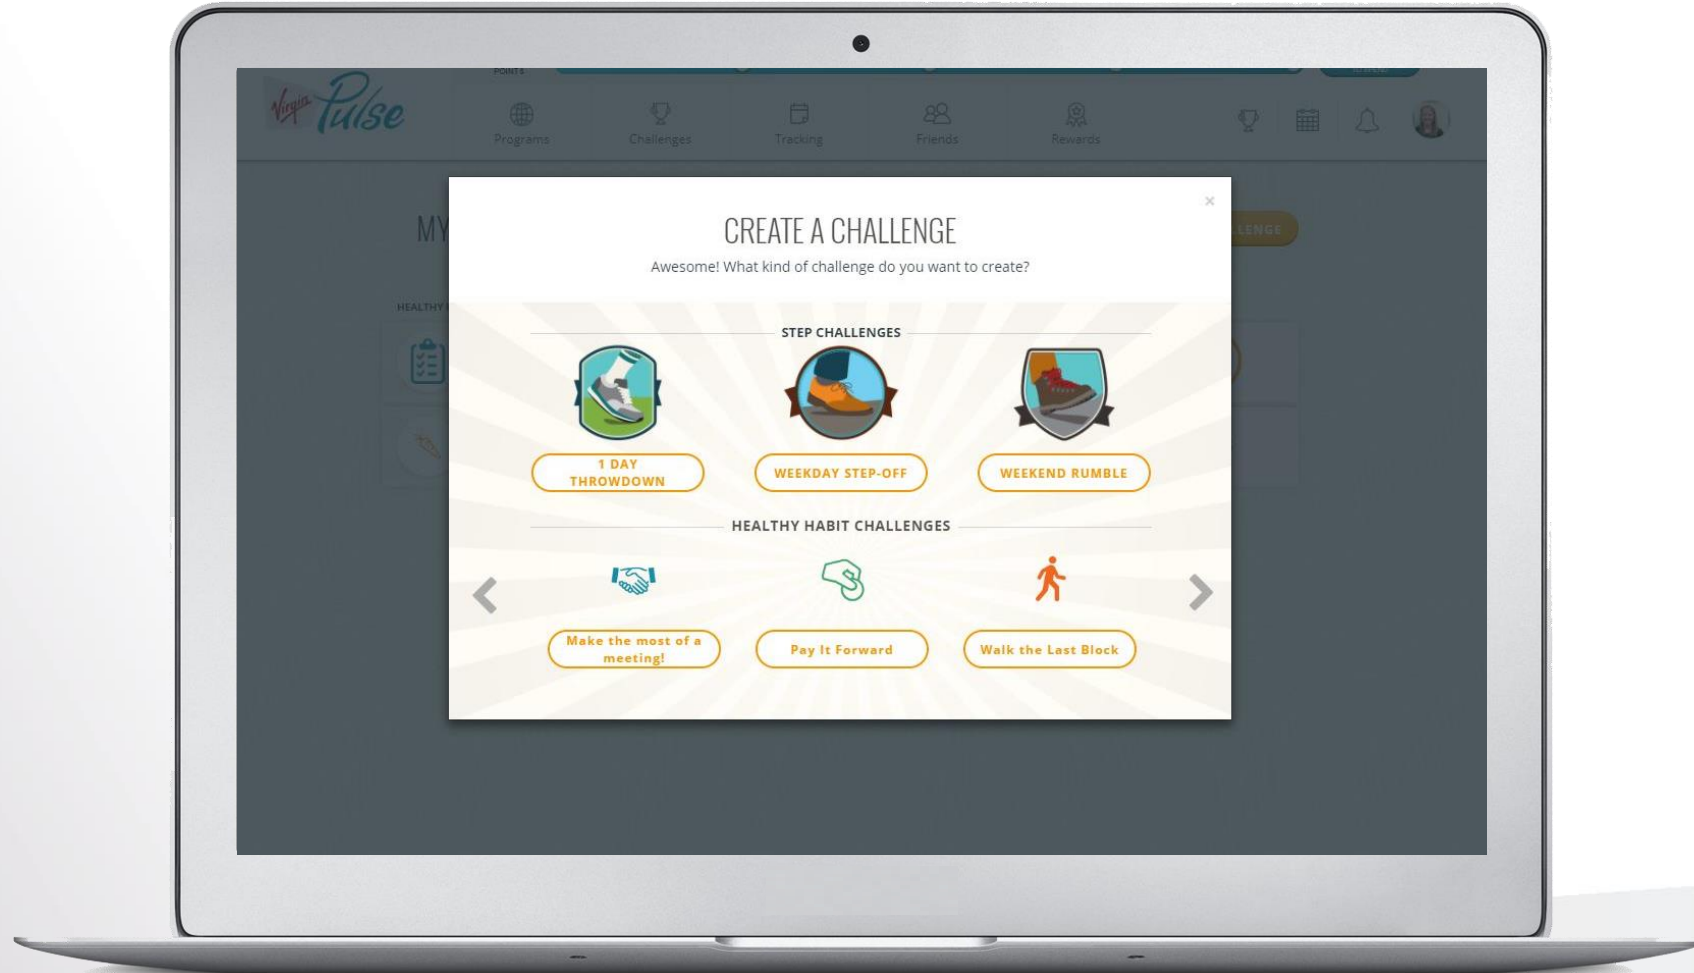 POINTS
Virgin Pulse
Programs
Challenges
Tracking
Friends
Rewards
MY
LLENGE
HEALTHY
×
CREATE A CHALLENGE
Awesome! What kind of challenge do you want to create?
STEP CHALLENGES
1 DAY
THROWDOWN
WEEKDAY STEP-OFF
WEEKEND RUMBLE
HEALTHY HABIT CHALLENGES
Make the most of a
meeting!
Pay It Forward
Walk the Last Block